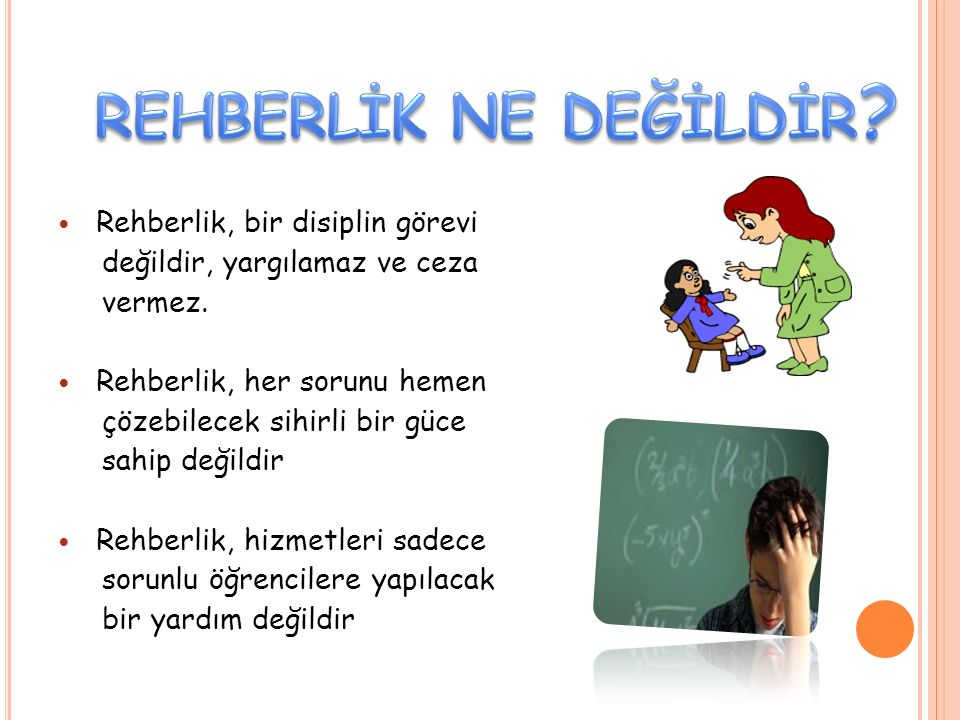 REHBERLİK NE DEĞİLDİR?
• Rehberlik, bir disiplin görevi
değildir, yargılamaz ve ceza
vermez.
• Rehberlik, her sorunu hemen
çözebilecek sihirli bir güce
sahip değildir
• Rehberlik, hizmetleri sadece
sorunlu öğrencilere yapılacak
bir yardım değildir